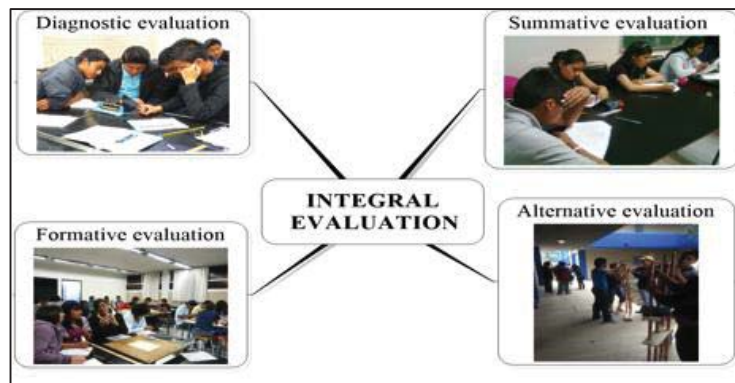 Diagnostic evaluation
Summative evaluation
INTEGRAL
EVALUATION
Formative evaluation
Alternative evaluation